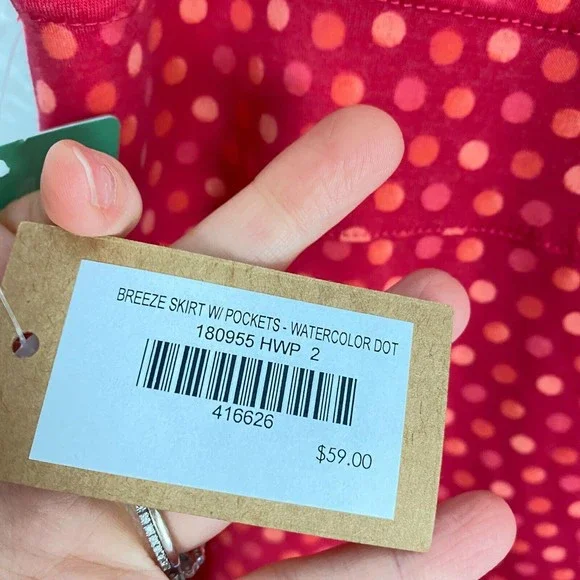 BREEZE SKIRT W/ POCKETS - WATERCOLOR DOT
180955 HWP 2
416626
$59.00